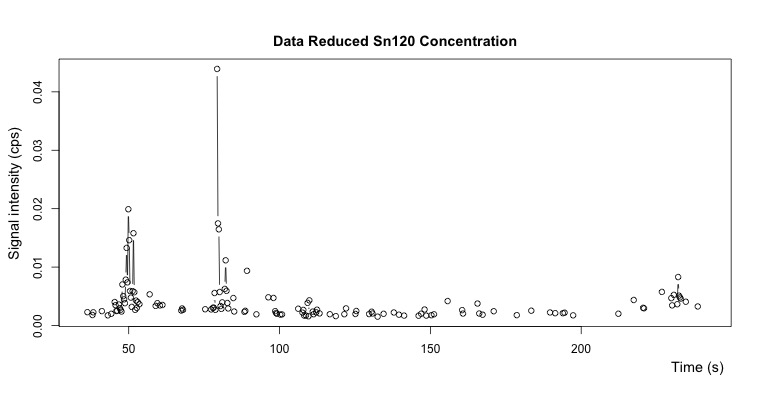 Data Reduced Sn120 Concentration
Signal intensity (cps)
0.04
0.03
0.02
0.01
0.00
50 100 150 200
Time (s)